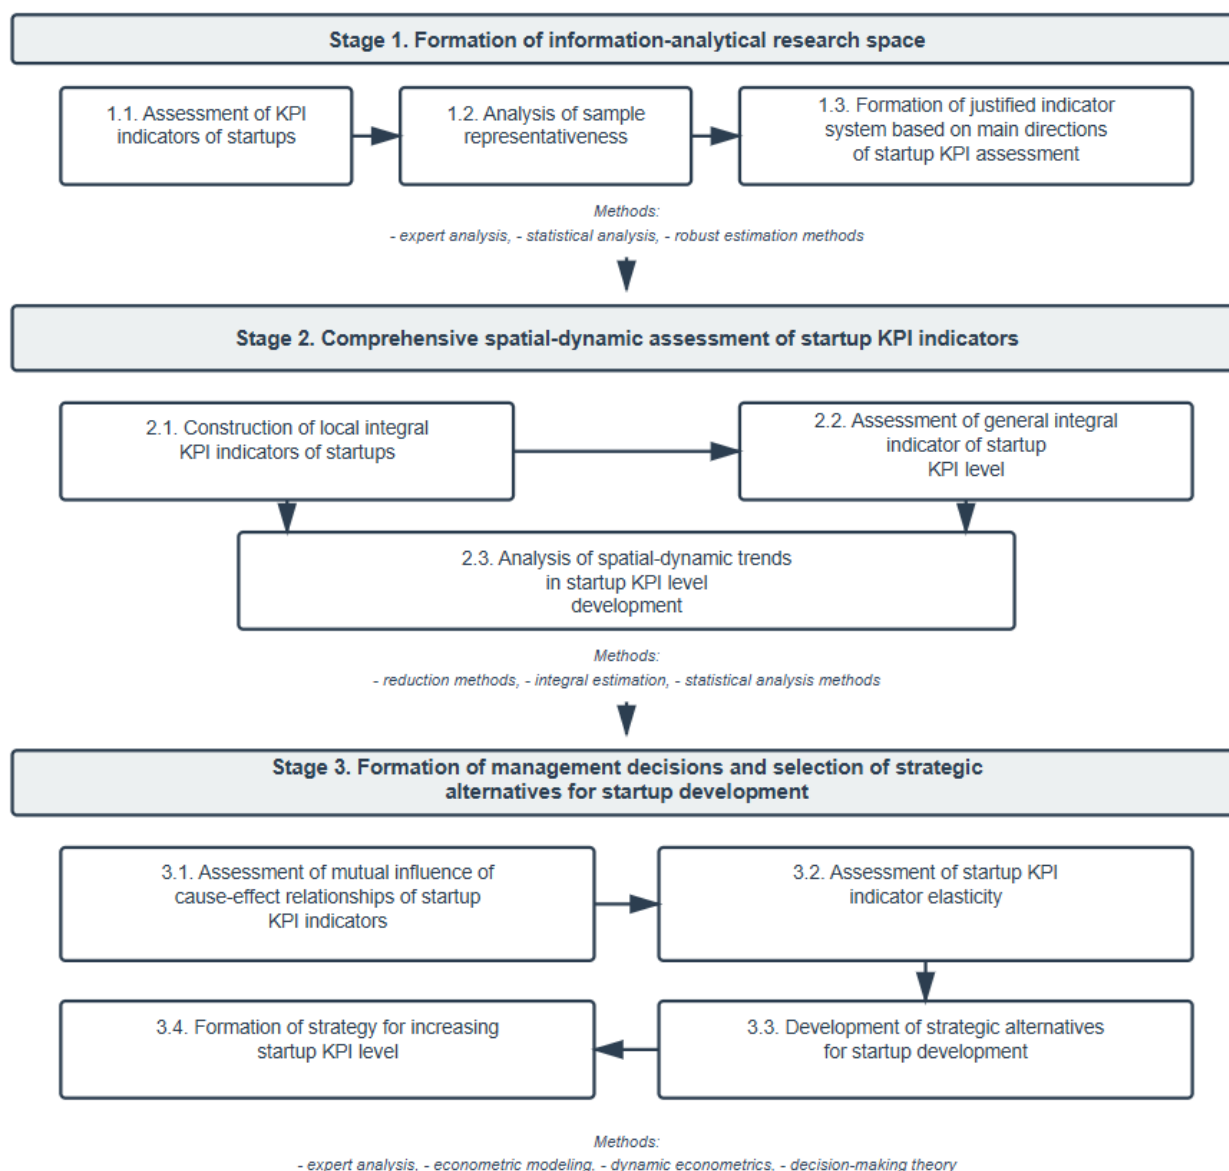 Stage 1. Formation of information-analytical research space
1.1. Assessment of KPI
indicators of startups
1.2. Analysis of sample
representativeness
1.3. Formation of justified indicator
system based on main directions
of startup KPI assessment
Methods:
- expert analysis, - statistical analysis, - robust estimation methods
Stage 2. Comprehensive spatial-dynamic assessment of startup KPI indicators
2.1. Construction of local integral
KPI indicators of startups
2.2. Assessment of general integral
indicator of startup
KPI level
2.3. Analysis of spatial-dynamic trends
in startup KPI level
development
Methods:
- reduction methods, - integral estimation, - statistical analysis methods
Stage 3. Formation of management decisions and selection of strategic
alternatives for startup development
3.1. Assessment of mutual influence of
cause-effect relationships of startup
KPI indicators
3.2. Assessment of startup KPI
indicator elasticity
3.4. Formation of strategy for increasing
startup KPI level
3.3. Development of strategic alternatives
for startup development
Methods:
- expert analysis, - econometric modeling, - dynamic econometrics, - decision-making theory